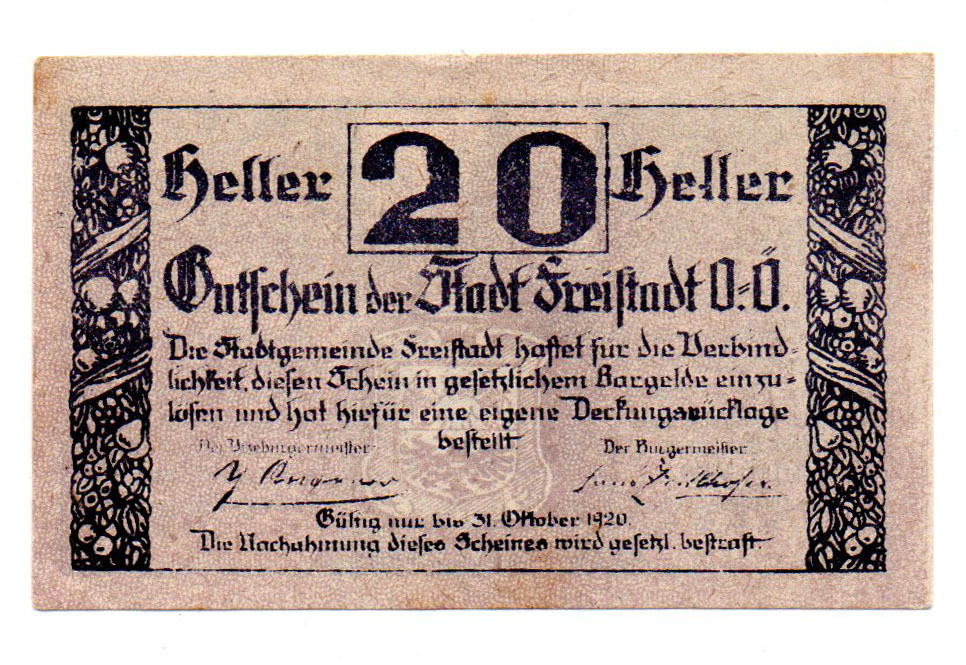 Heller 20 Heller
Gutschein der Stadt Freistadt O=Ö.
Die Stadtgemeinde Freistadt haftet für die Verbind=
lichkeit, diesen Schein in gesetzlichem Bargelde einzu=
lösen und hat hiefür eine eigene Deckungsrücklage
bestellt.
Der Vizebürgermeister: Der Bürgermeister:
Gültig nur bis 31. Oktober 1920.
Die Nachahmung dieses Scheines wird gesetzl. bestraft.